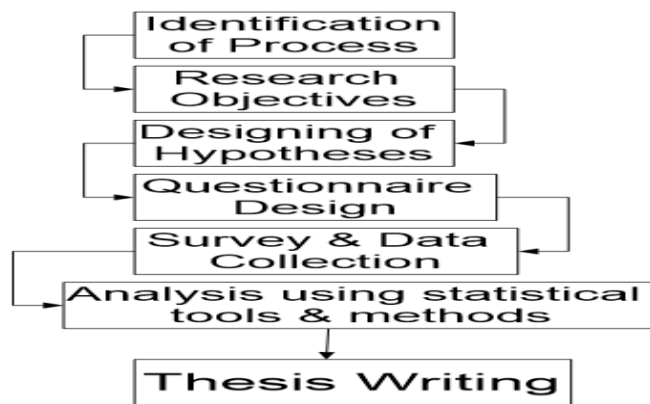 Identification
of Process
Research
Objectives
Designing of
Hypotheses
Questionnaire
Design
Survey & Data
Collection
Analysis using statistical
tools & methods
Thesis Writing